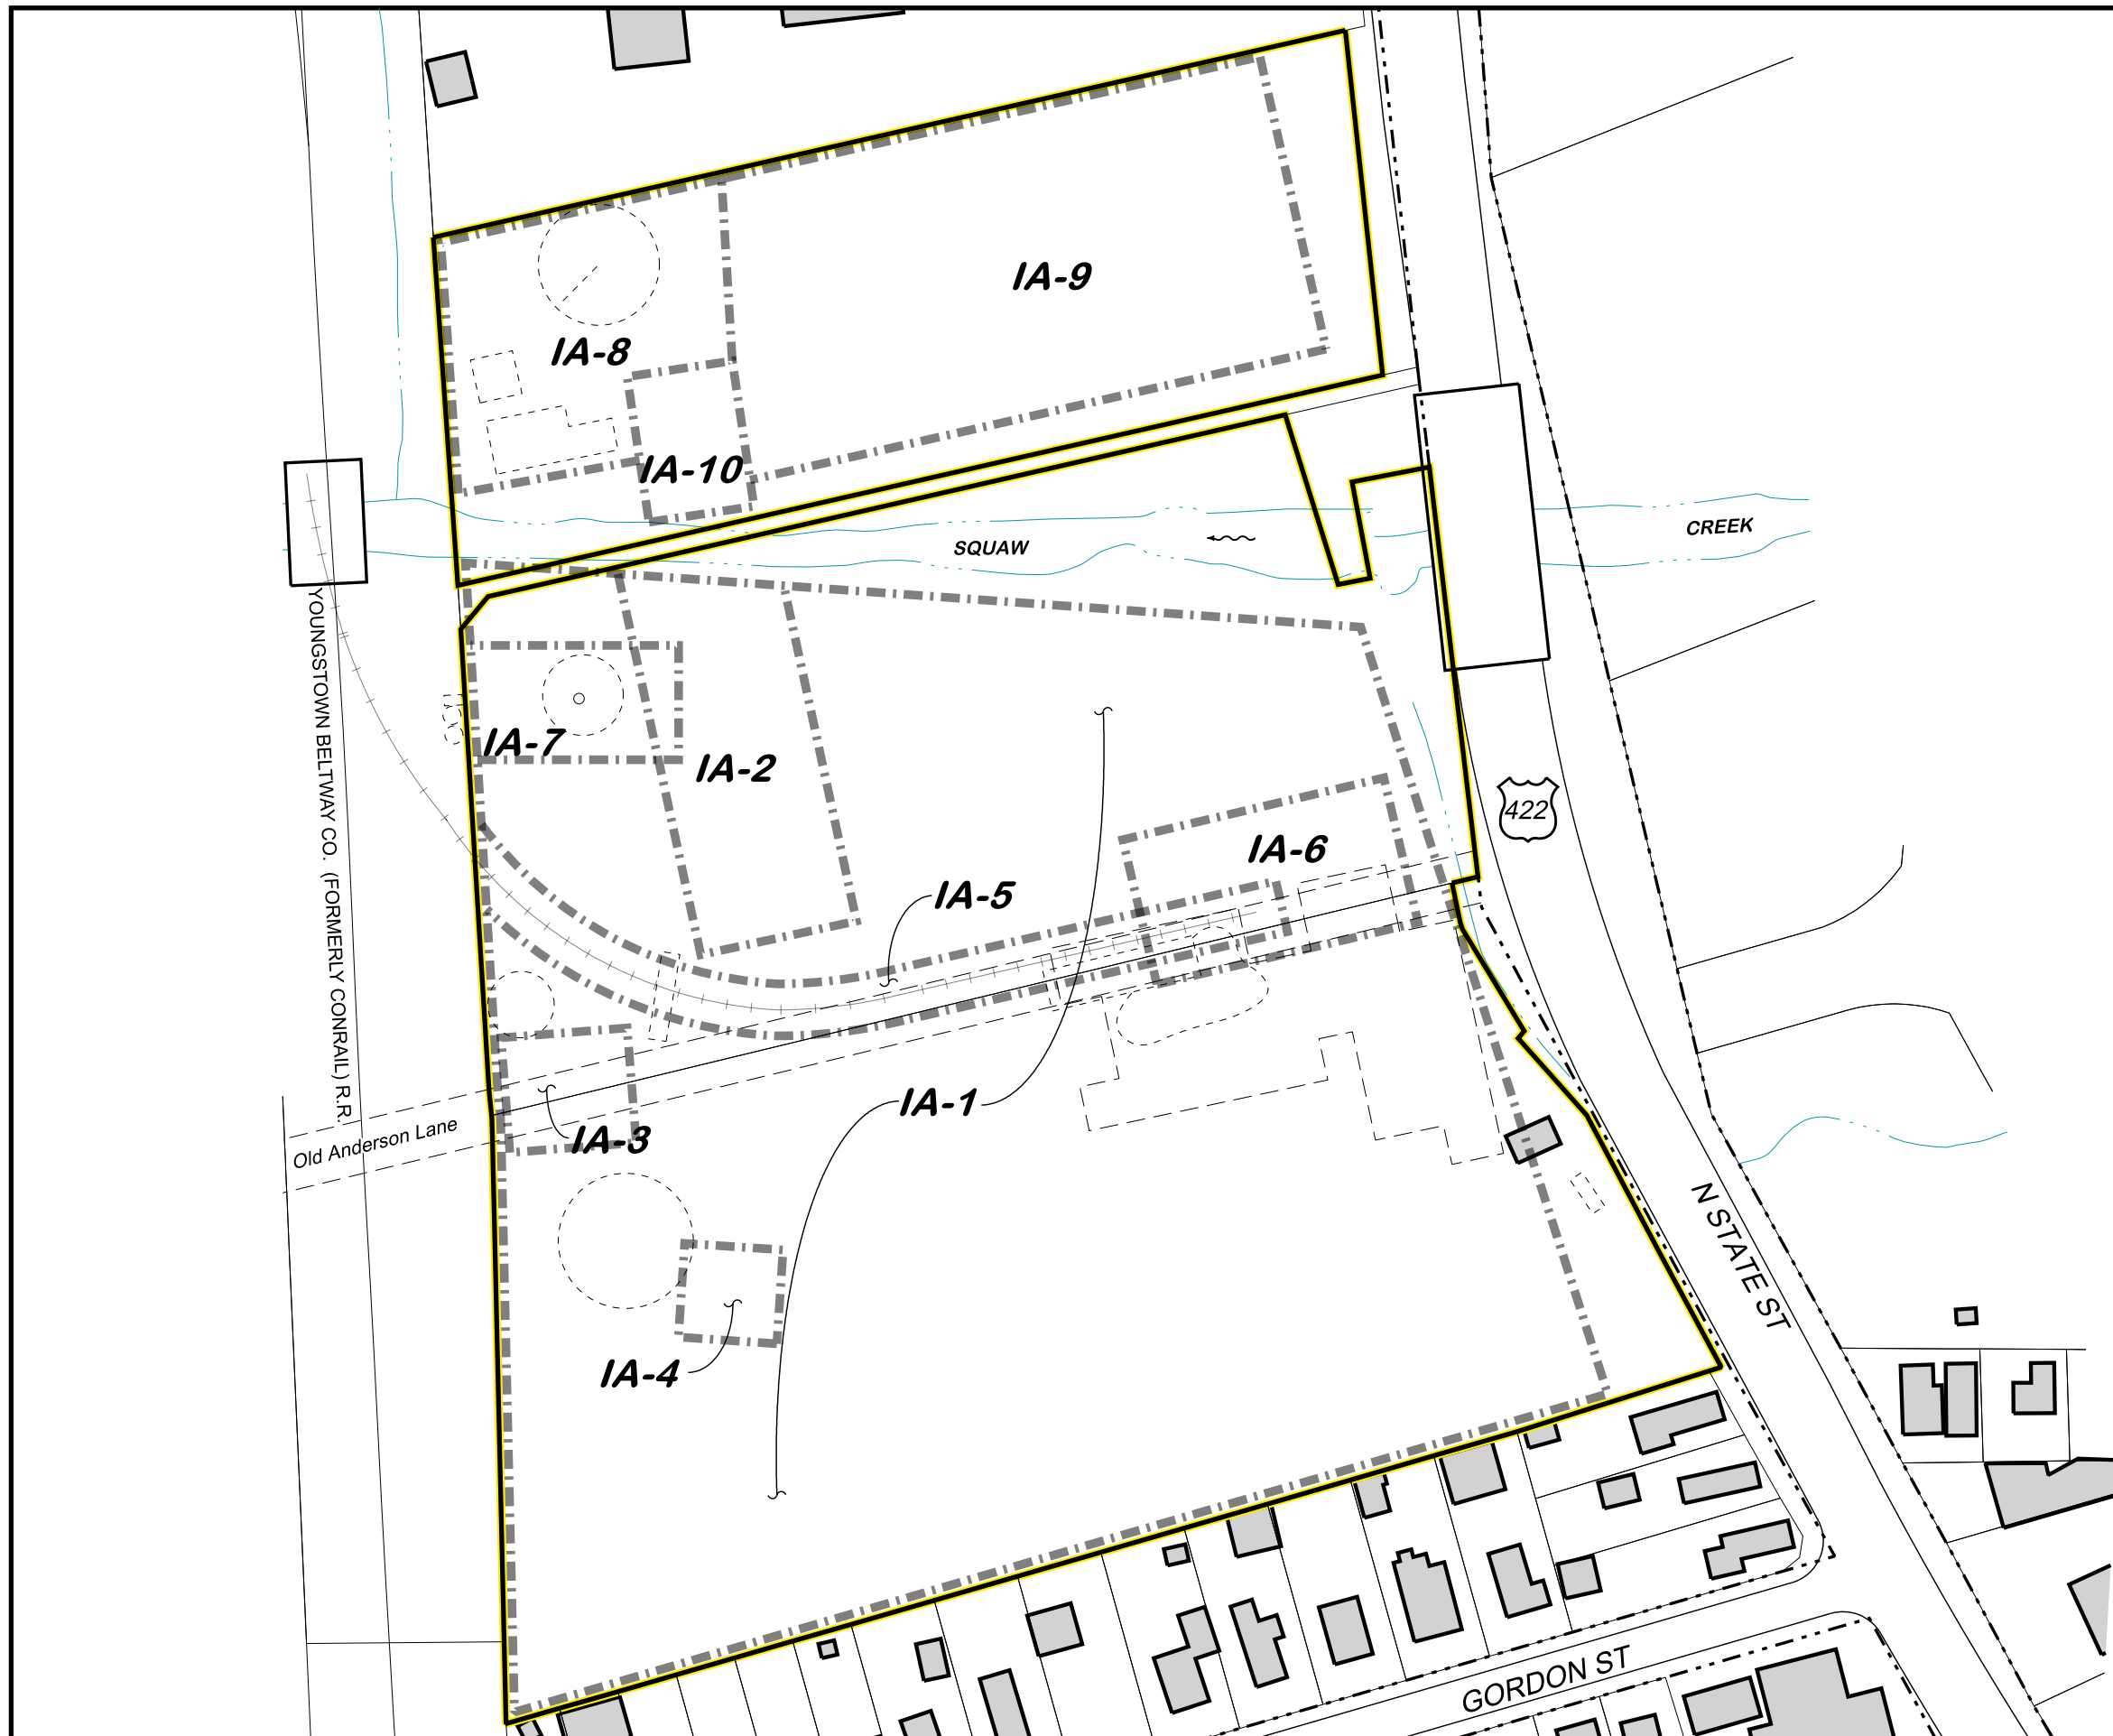 IA-9
IA-8
IA-10
SQUAW
CREEK
YOUNGSTOWN BELTWAY CO. (FORMERLY CONRAIL) R.R.
IA-7
IA-2
422
IA-6
IA-5
IA-1
Old Anderson Lane
IA-3
N STATE ST
IA-4
GORDON ST